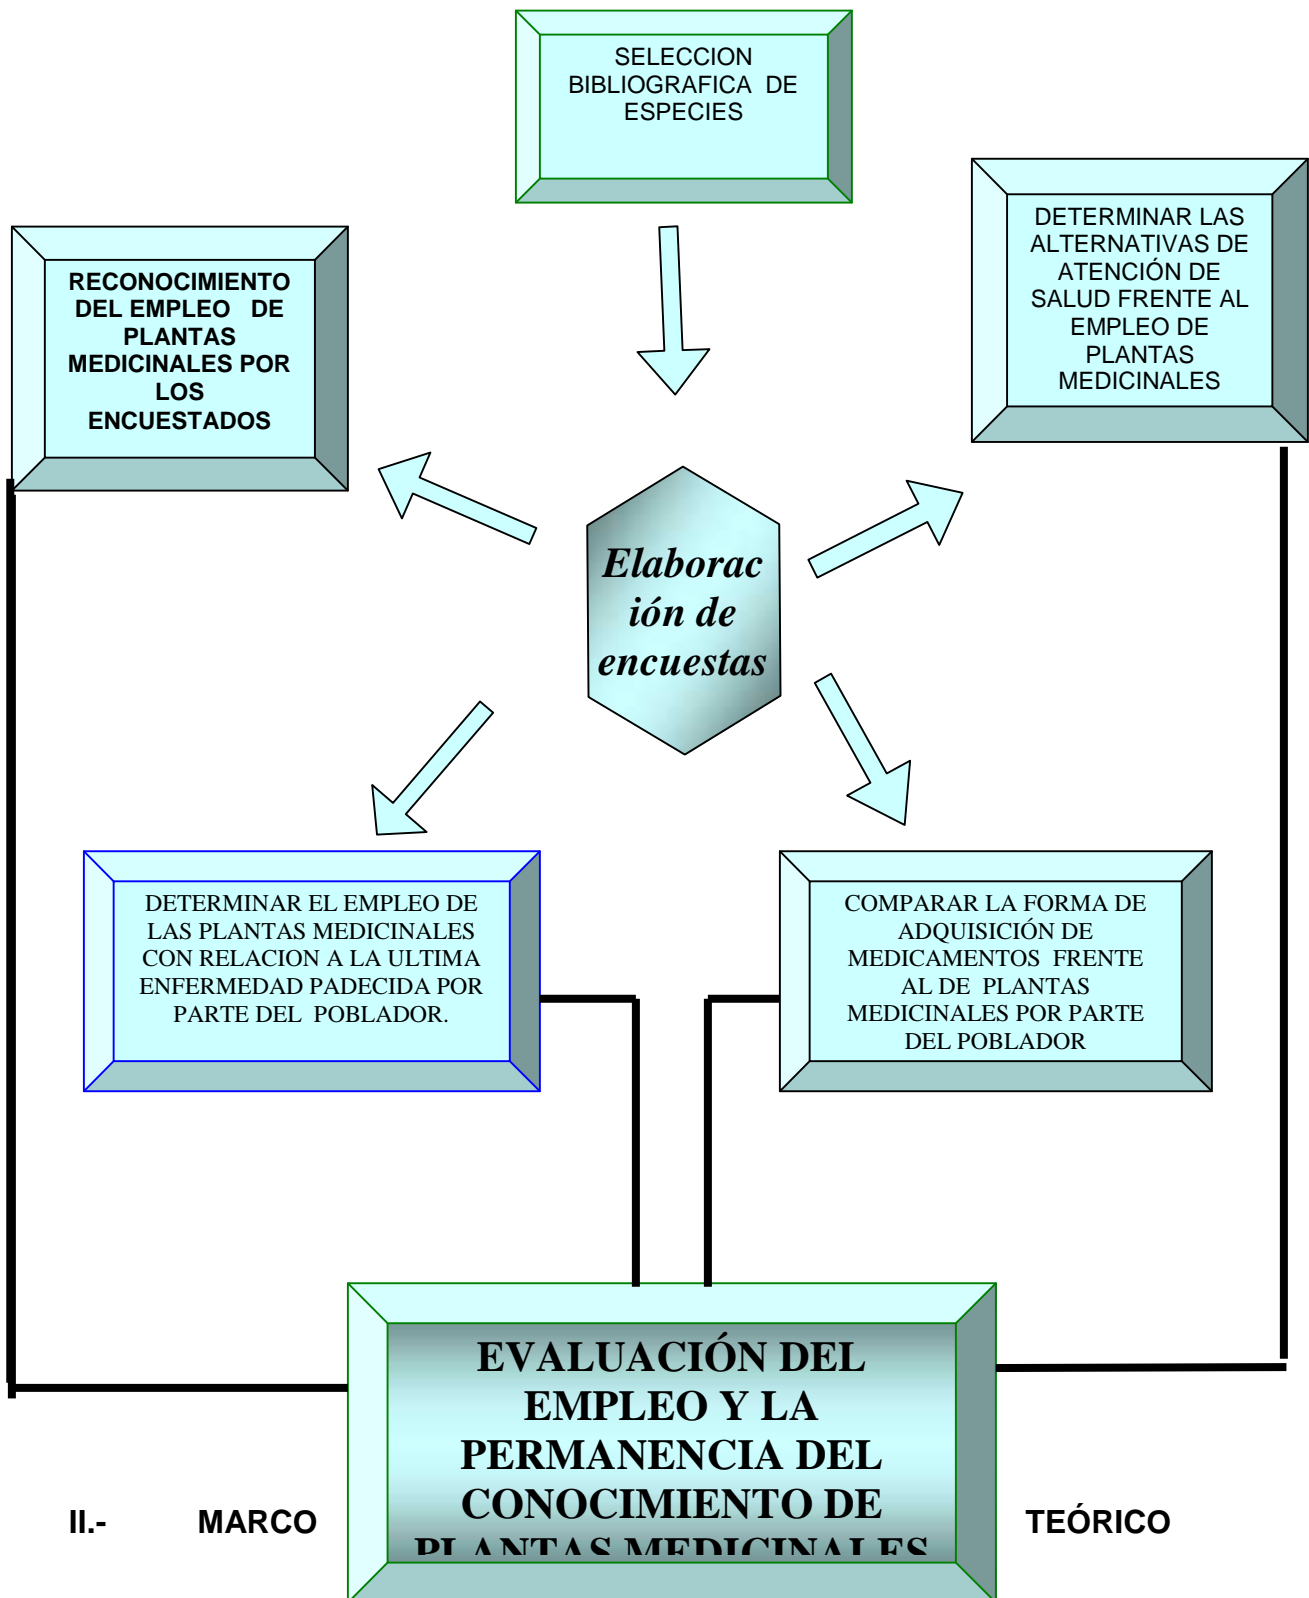 SELECCION
BIBLIOGRAFICA DE
ESPECIES
RECONOCIMIENTO
DEL EMPLEO DE
PLANTAS
MEDICINALES POR
LOS
ENCUESTADOS
DETERMINAR LAS
ALTERNATIVAS DE
ATENCIÓN DE
SALUD FRENTE AL
EMPLEO DE
PLANTAS
MEDICINALES
Elaborac
ión de
encuestas
DETERMINAR EL EMPLEO DE
LAS PLANTAS MEDICINALES
CON RELACION A LA ULTIMA
ENFERMEDAD PADECIDA POR
PARTE DEL POBLADOR.
COMPARAR LA FORMA DE
ADQUISICIÓN DE
MEDICAMENTOS FRENTE
AL DE PLANTAS
MEDICINALES POR PARTE
DEL POBLADOR
EVALUACIÓN DEL
EMPLEO Y LA
PERMANENCIA DEL
CONOCIMIENTO DE
PLANTAS MEDICINALES
II.- MARCO TEÓRICO